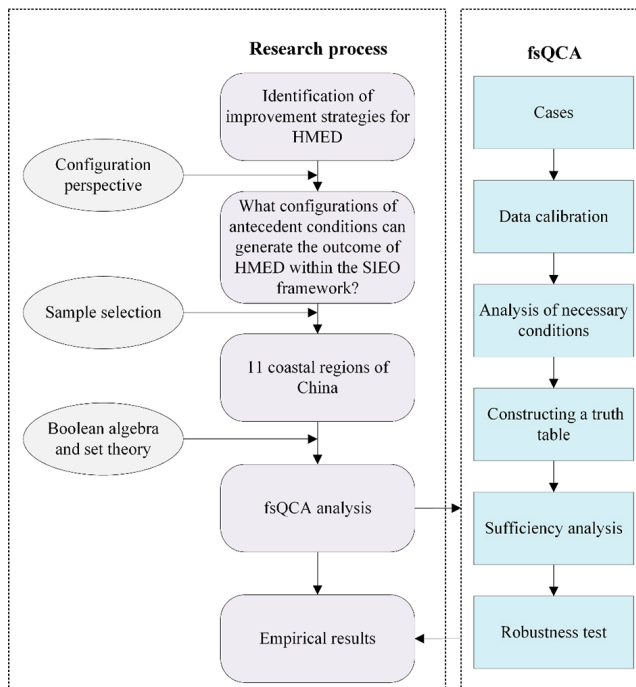 Research process
Identification of
improvement strategies for
HMED
Configuration
perspective
What configurations of
antecedent conditions can
generate the outcome of
HMED within the SIEO
framework?
Sample selection
11 coastal regions of
China
Boolean algebra
and set theory
fsQCA analysis
Empirical results
fsQCA
Cases
Data calibration
Analysis of necessary
conditions
Constructing a truth
table
Sufficiency analysis
Robustness test